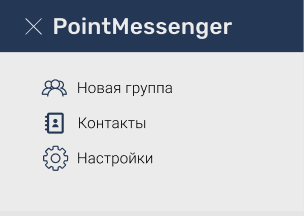 PointMessenger
Новая группа
Контакты
Настройки